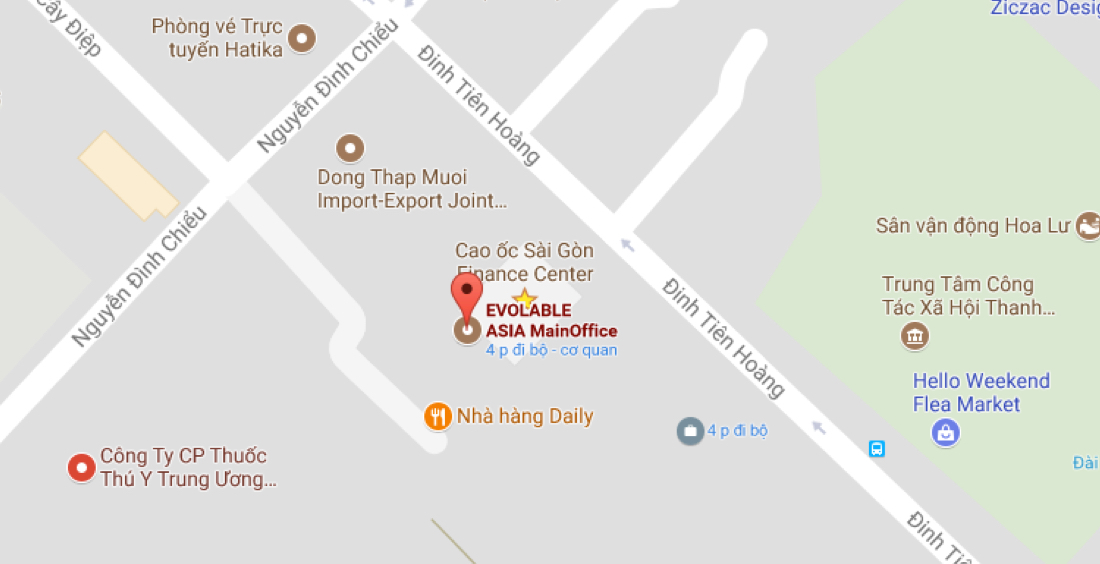 Ziczac Desig
Cây Điệp
Phòng vé Trực
tuyến Hatika
Nguyễn Đình Chiểu
Đinh Tiên Hoàng
Dong Thap Muoi
Import-Export Joint...
Nguyễn Đình Chiểu
Sân vận động Hoa Lư
Cao ốc Sài Gòn
Finance Center
EVOLABLE
ASIA MainOffice
4 p đi bộ - cơ quan
Đinh Tiên Hoàng
Trung Tâm Công
Tác Xã Hội Thanh...
Hello Weekend
Flea Market
Nhà hàng Daily
4 p đi bộ
Công Ty CP Thuốc
Thú Y Trung Ương...
Đài
Đinh Tiê